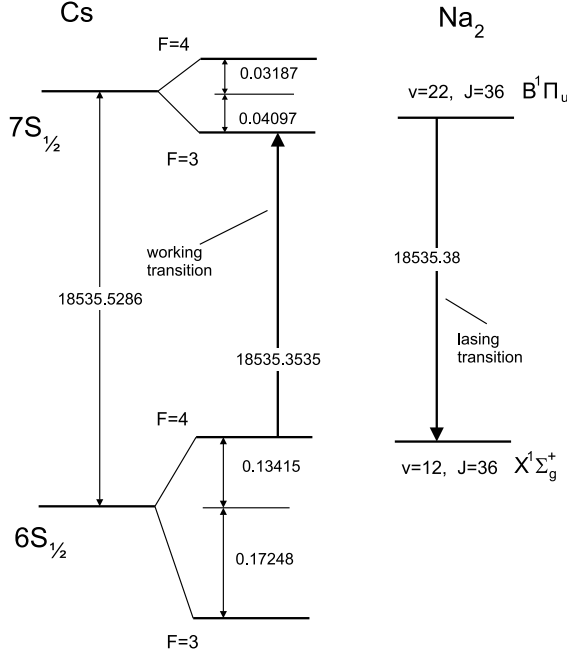 Cs
Na₂
F=4
0.03187
0.04097
7S½
F=3
v=22, J=36 B¹Πᵤ
working
transition
18535.38
18535.5286
lasing
transition
18535.3535
F=4
0.13415
v=12, J=36 X¹Σg⁺
6S½
0.17248
F=3